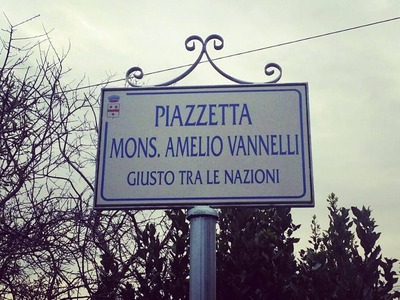 PIAZZETTA
MONS. AMELIO VANNELLI
GIUSTO TRA LE NAZIONI